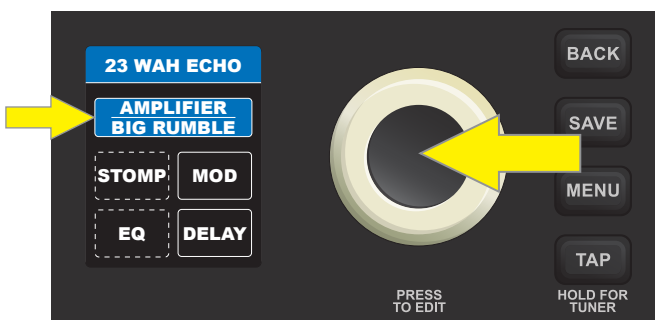 23 WAH ECHO
AMPLIFIER
BIG RUMBLE
STOMP
MOD
EQ
DELAY
PRESS
TO EDIT
BACK
SAVE
MENU
TAP
HOLD FOR
TUNER